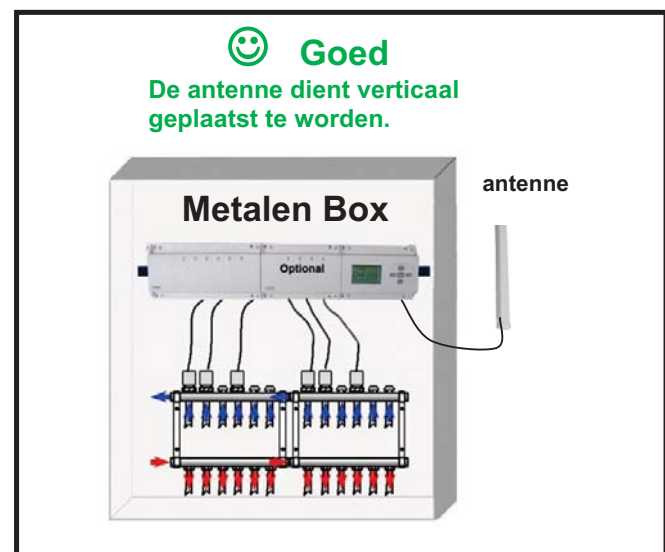 Goed
De antenne dient verticaal
geplaatst te worden.
antenne
Metalen Box
Optional